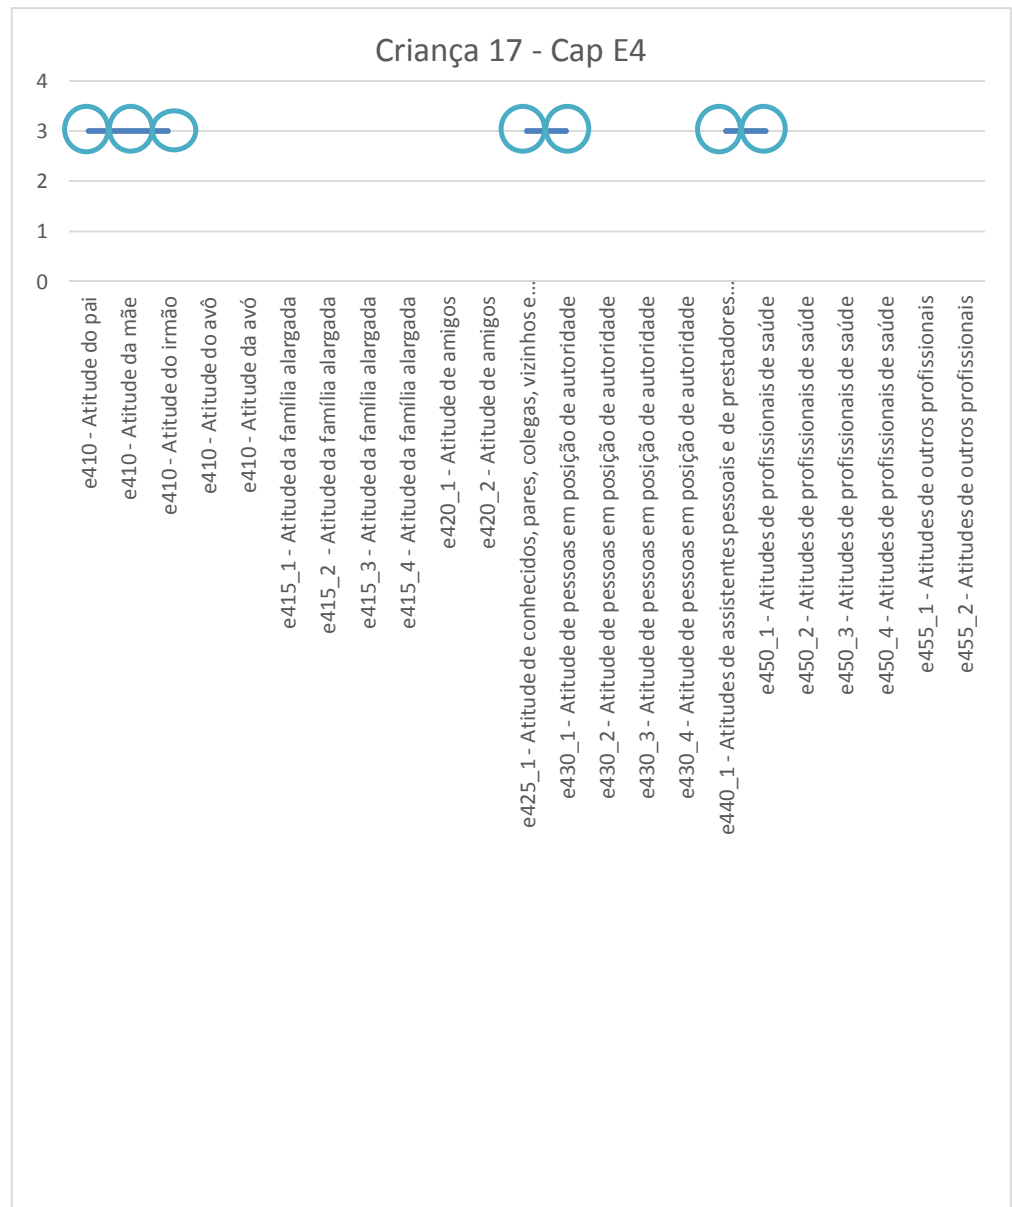 Criança 17 - Cap E4
4
3
2
1
0
e410 - Atitude do pai
e410 - Atitude da mãe
e410 - Atitude do irmão
e410 - Atitude do avô
e410 - Atitude da avó
e415_1 - Atitude da família alargada
e415_2 - Atitude da família alargada
e415_3 - Atitude da família alargada
e415_4 - Atitude da família alargada
e420_1 - Atitude de amigos
e420_2 - Atitude de amigos
e425_1 - Atitude de conhecidos, pares, colegas, vizinhos e…
e430_1 - Atitude de pessoas em posição de autoridade
e430_2 - Atitude de pessoas em posição de autoridade
e430_3 - Atitude de pessoas em posição de autoridade
e430_4 - Atitude de pessoas em posição de autoridade
e440_1 - Atitudes de assistentes pessoais e de prestadores…
e450_1 - Atitudes de profissionais de saúde
e450_2 - Atitudes de profissionais de saúde
e450_3 - Atitudes de profissionais de saúde
e450_4 - Atitudes de profissionais de saúde
e455_1 - Atitudes de outros profissionais
e455_2 - Atitudes de outros profissionais